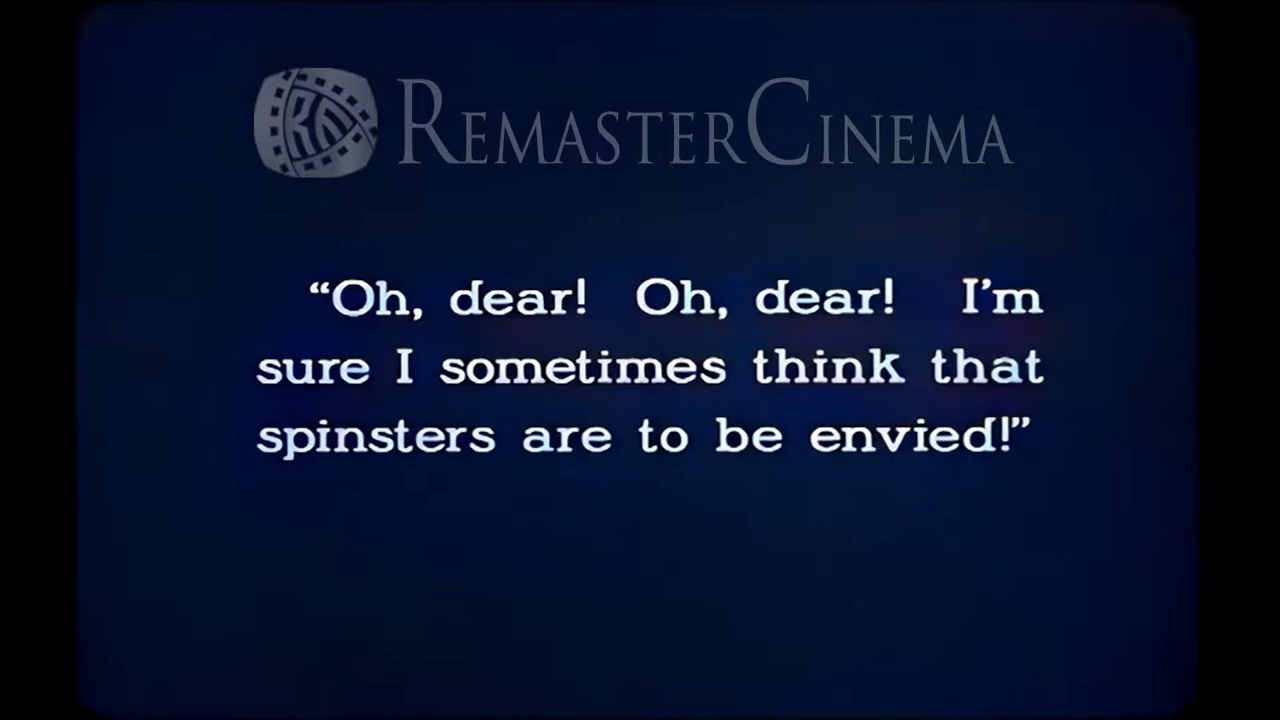 REMASTERCINEMA
“Oh, dear!  Oh, dear!  I’m
sure I sometimes think that
spinsters are to be envied!”